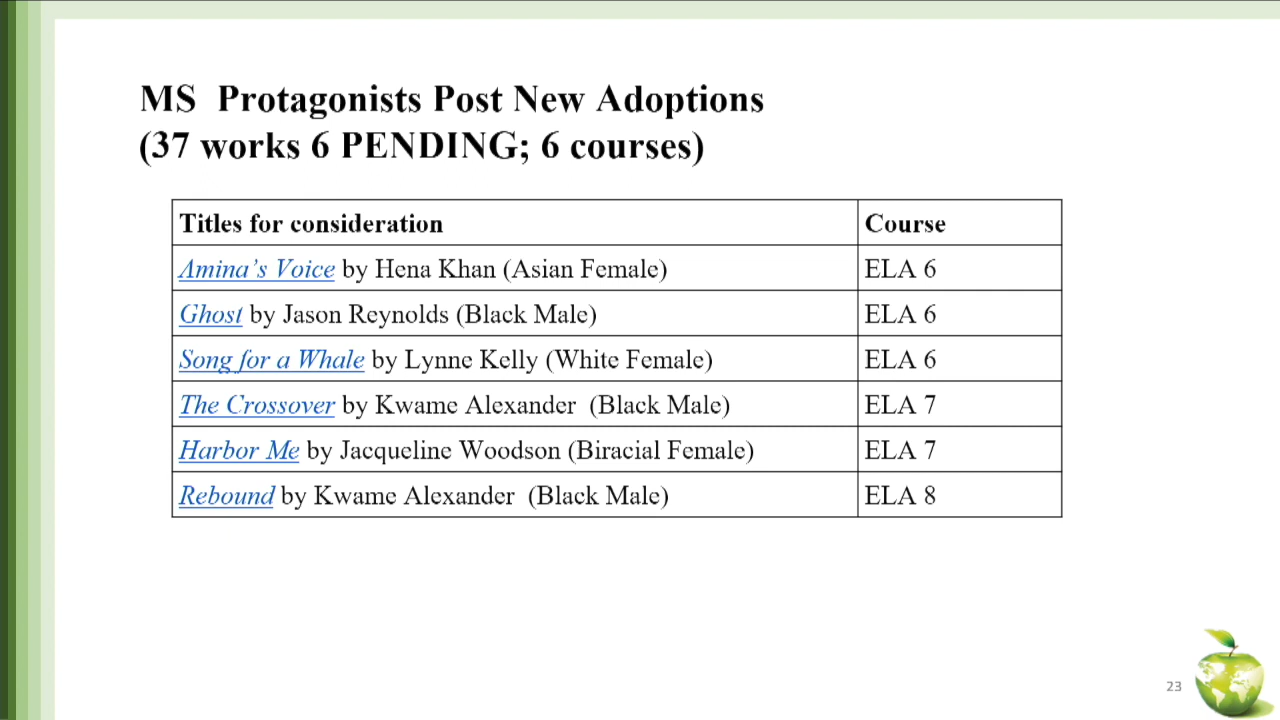 MS Protagonists Post New Adoptions
(37 works 6 PENDING; 6 courses)
Titles for consideration Course
Amina's Voice by Hena Khan (Asian Female) ELA 6
Ghost by Jason Reynolds (Black Male) ELA 6
Song for a Whale by Lynne Kelly (White Female) ELA 6
The Crossover by Kwame Alexander (Black Male) ELA 7
Harbor Me by Jacqueline Woodson (Biracial Female) ELA 7
Rebound by Kwame Alexander (Black Male) ELA 8
23